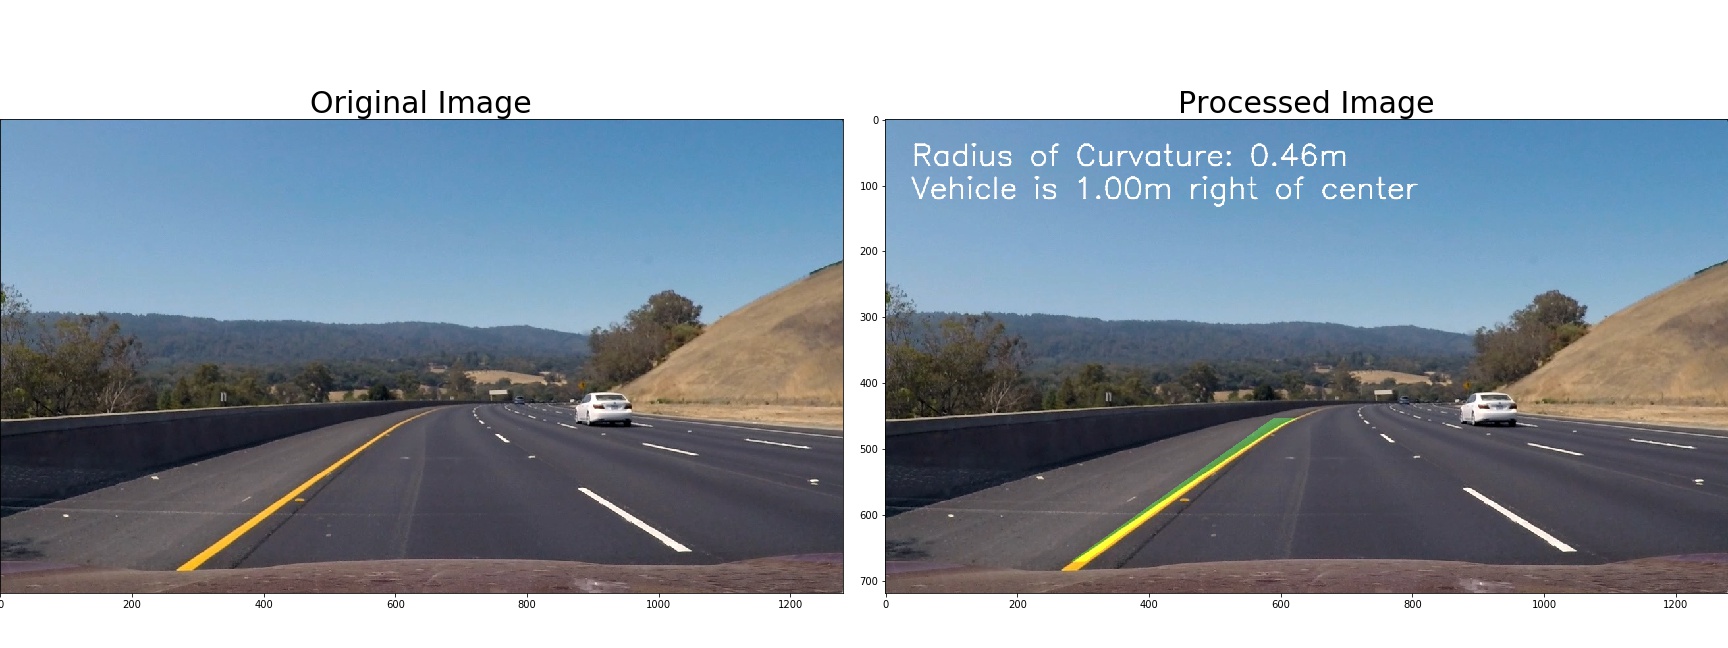 Original Image
Processed Image
Radius of Curvature: 0.46m
Vehicle is 1.00m right of center
0
100
200
300
400
500
600
700
0 200 400 600 800 1000 1200
0 200 400 600 800 1000 1200